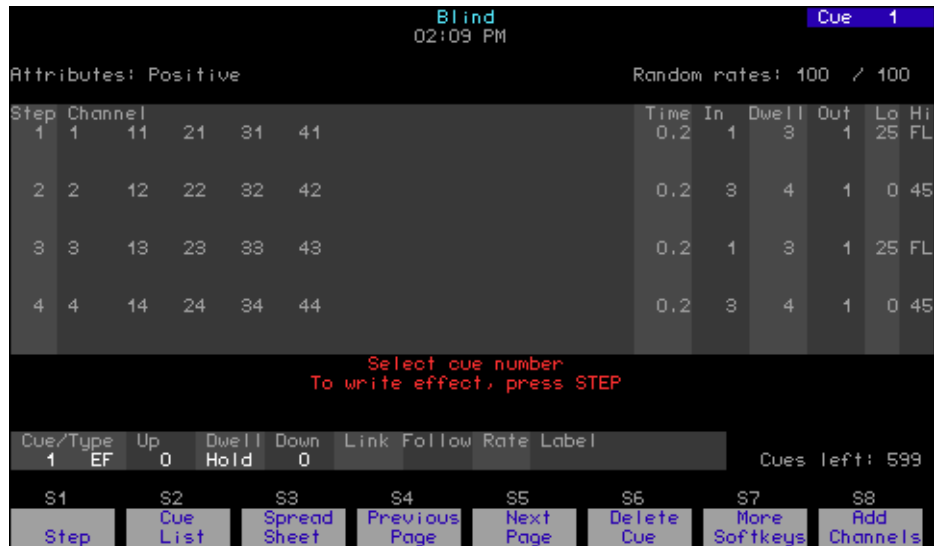 Blind Cue 1
02:09 PM
Attributes: Positive Random rates: 100 / 100
Step Channel Time In Dwell Out Lo Hi
1 1 11 21 31 41 0.2 1 3 1 25 FL
2 2 12 22 32 42 0.2 3 4 1 0 45
3 3 13 23 33 43 0.2 1 3 1 25 FL
4 4 14 24 34 44 0.2 3 4 1 0 45
Select cue number
To write effect, press STEP
Cue/Type Up Dwell Down Link Follow Rate Label
1 EF 0 Hold 0 Cues left: 599
S1 S2 S3 S4 S5 S6 S7 S8
Cue Spread Previous Next Delete More Add
Step List Sheet Page Page Cue Softkeys Channels